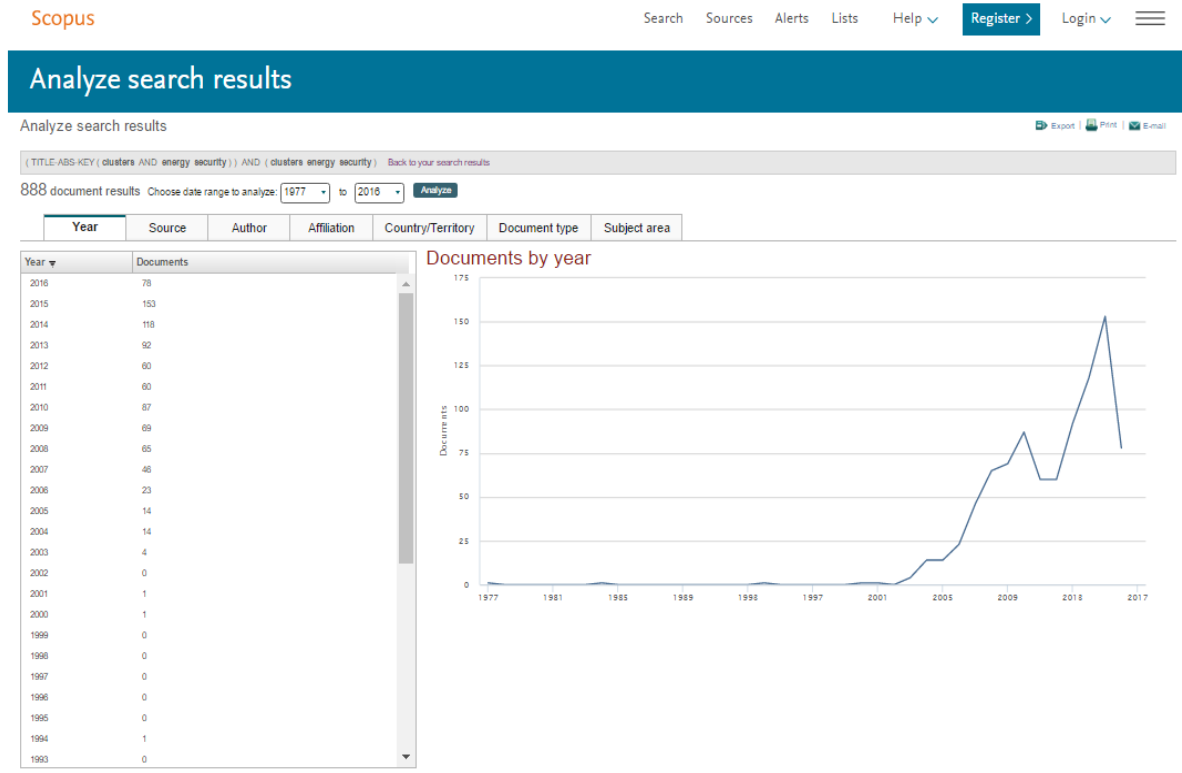 Scopus
Search Sources Alerts Lists Help Register > Login
Analyze search results
Analyze search results
Export | Print | E-mail
( TITLE-ABS-KEY ( clusters AND energy security ) ) AND ( clusters energy security ) Back to your search results
888 document results Choose date range to analyze: 1977 to 2016 Analyze
Year Source Author Affiliation Country/Territory Document type Subject area
Year Documents
2016 78
2015 153
2014 118
2013 92
2012 60
2011 60
2010 87
2009 69
2008 65
2007 46
2006 23
2005 14
2004 14
2003 4
2002 0
2001 1
2000 1
1999 0
1998 0
1997 0
1996 0
1995 0
1994 1
1993 0
Documents by year
175
150
125
100
75
50
25
0
Documents
1977 1981 1985 1989 1993 1997 2001 2005 2009 2013 2017